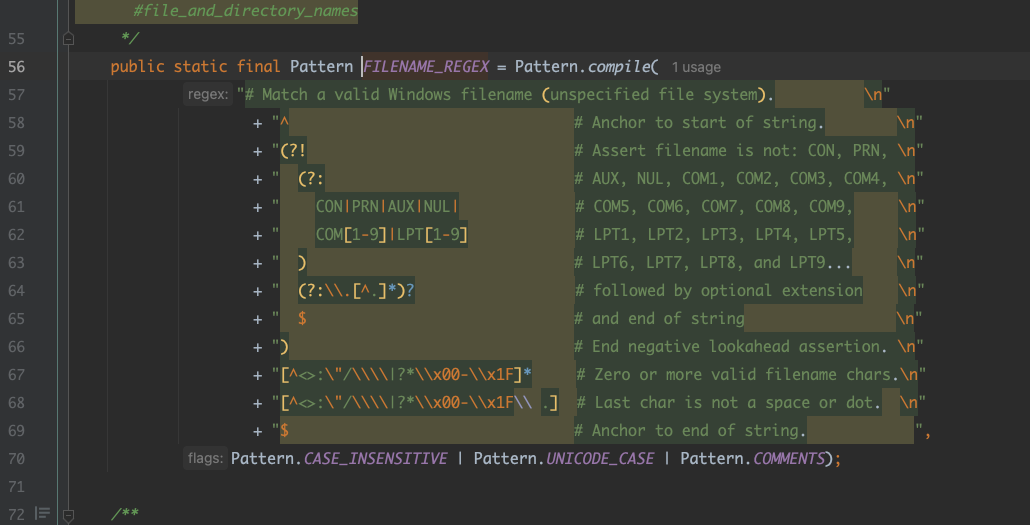 #file_and_directory_names
55 */
56 public static final Pattern FILENAME_REGEX = Pattern.compile( 1 usage
57 regex: "# Match a valid Windows filename (unspecified file system). \n"
58 + "^ # Anchor to start of string. \n"
59 + "(?! # Assert filename is not: CON, PRN, \n"
60 + " (?: # AUX, NUL, COM1, COM2, COM3, COM4, \n"
61 + " CON|PRN|AUX|NUL| # COM5, COM6, COM7, COM8, COM9, \n"
62 + " COM[1-9]|LPT[1-9] # LPT1, LPT2, LPT3, LPT4, LPT5, \n"
63 + " ) # LPT6, LPT7, LPT8, and LPT9... \n"
64 + " (?:\\.[^.]*)? # followed by optional extension \n"
65 + " $ # and end of string \n"
66 + ") # End negative lookahead assertion. \n"
67 + "[^<>:\"/\\\\|?*\\x00-\\x1F]* # Zero or more valid filename chars.\n"
68 + "[^<>:\"/\\\\|?*\\x00-\\x1F\\ .] # Last char is not a space or dot. \n"
69 + "$ # Anchor to end of string. ",
70 flags: Pattern.CASE_INSENSITIVE | Pattern.UNICODE_CASE | Pattern.COMMENTS);
71
72 /**